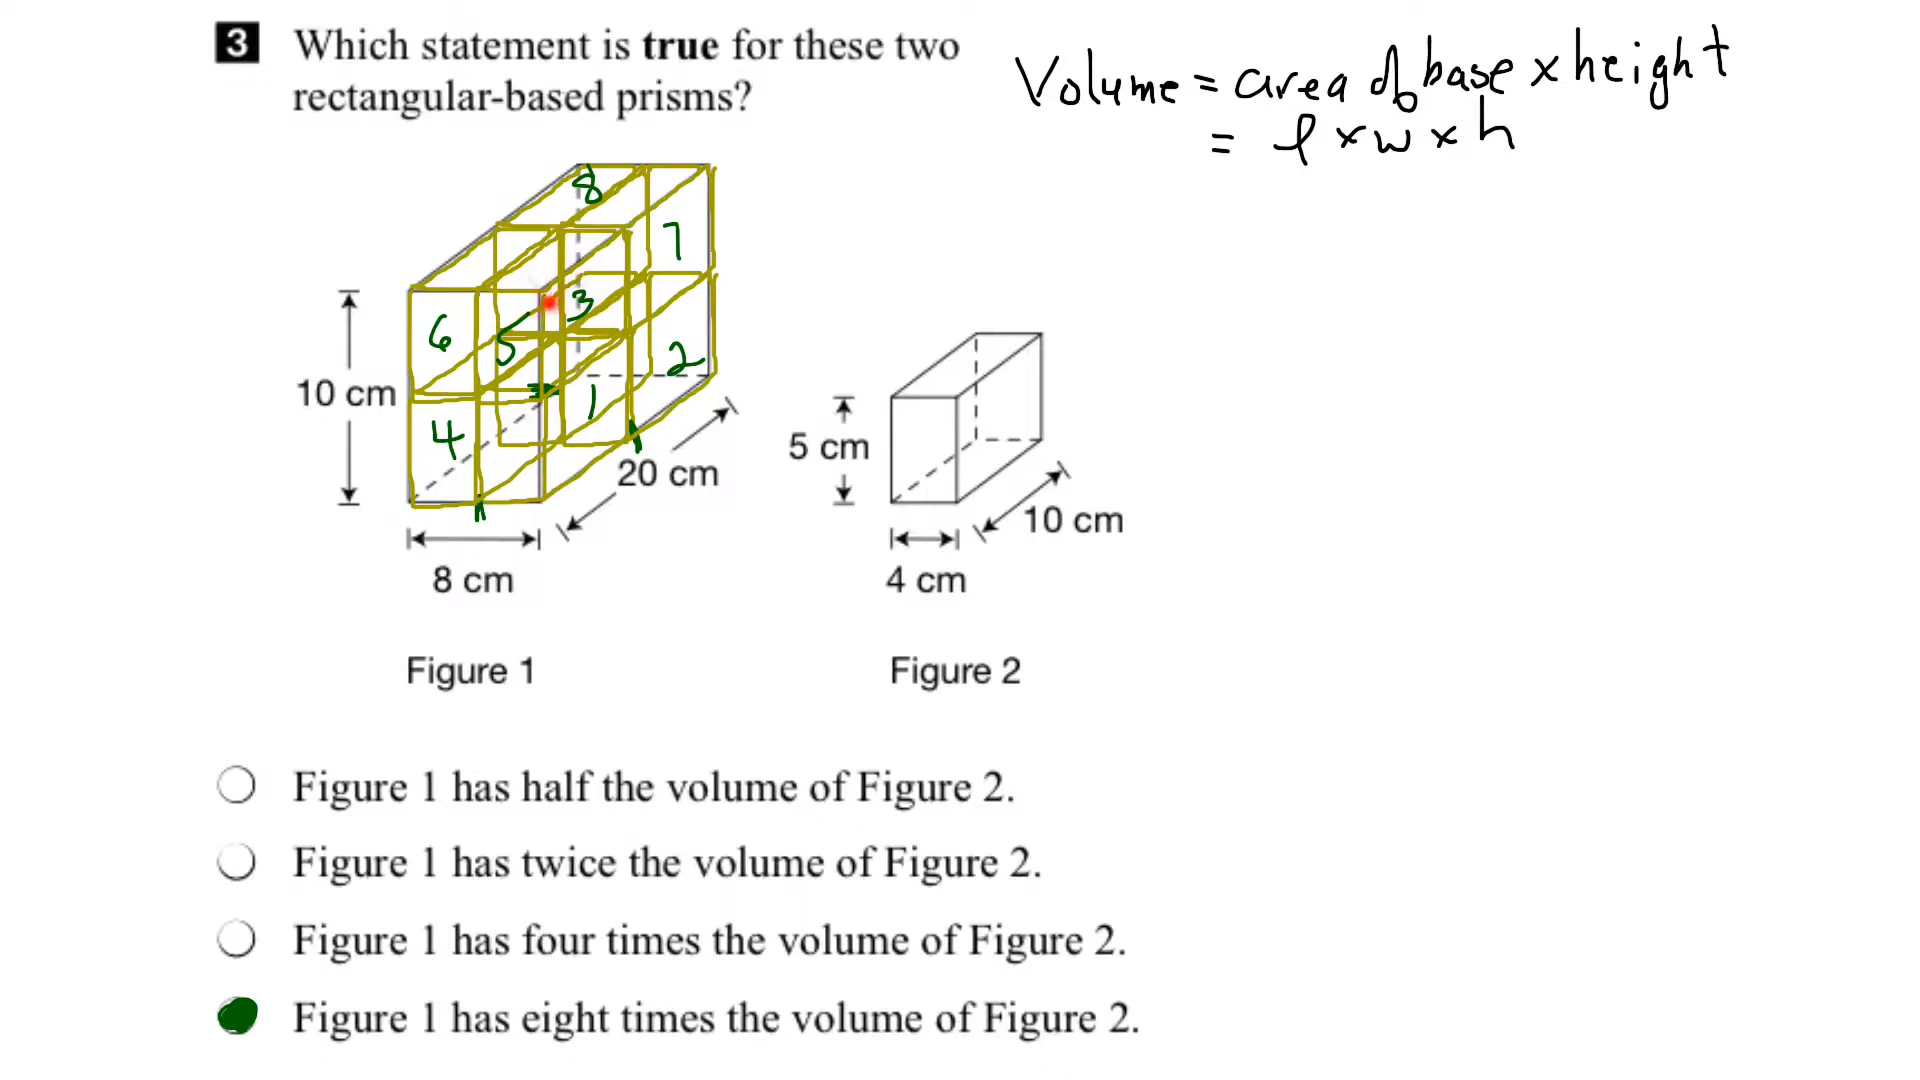 3 Which statement is true for these two
rectangular-based prisms?
Volume = area of base × height
= l × w × h
8
7
6
5
3
4
1
2
10 cm
20 cm
8 cm
5 cm
10 cm
4 cm
Figure 1
Figure 2
Figure 1 has half the volume of Figure 2.
Figure 1 has twice the volume of Figure 2.
Figure 1 has four times the volume of Figure 2.
Figure 1 has eight times the volume of Figure 2.